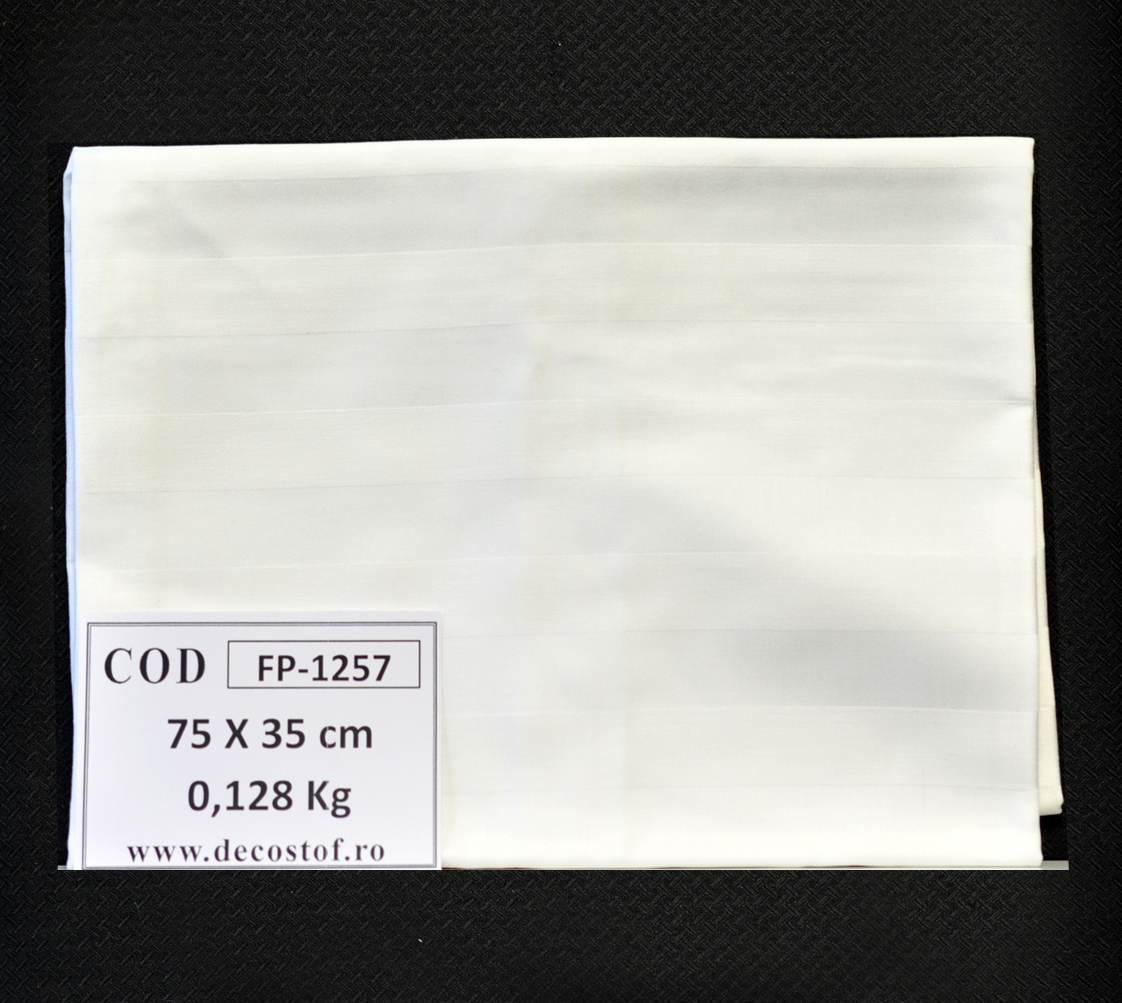 COD FP-1257
75 X 35 cm
0,128 Kg
www.decostof.ro